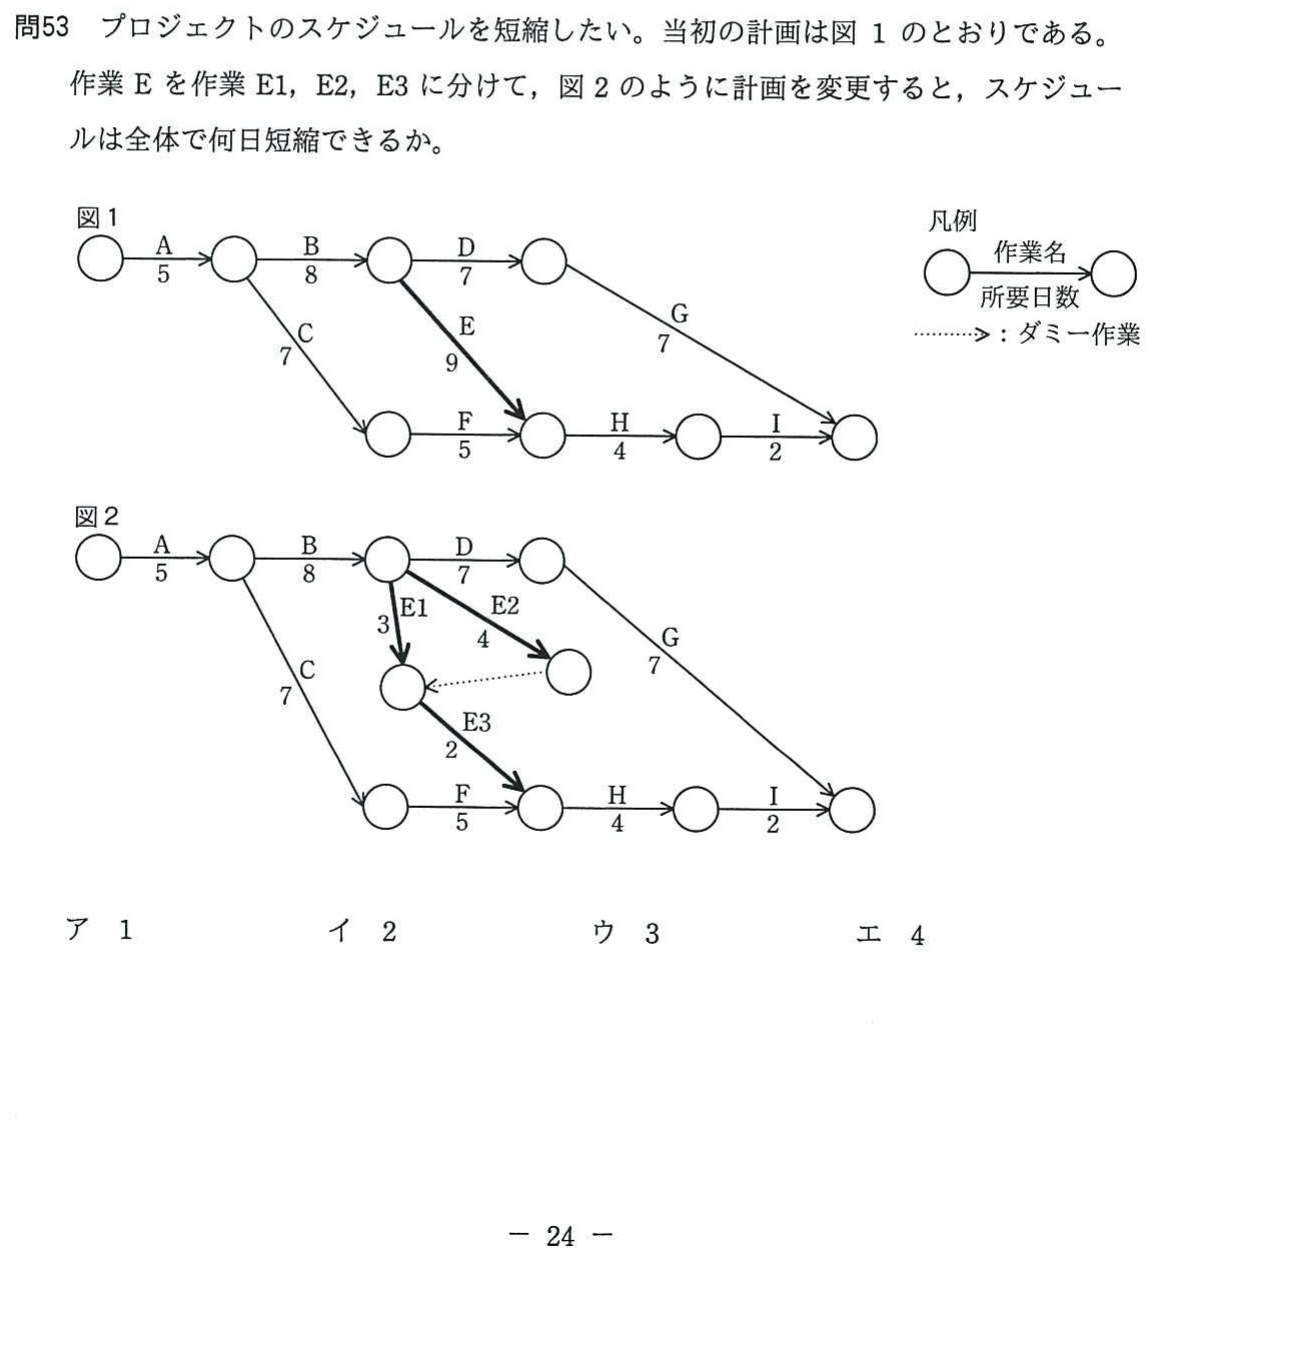 問53 プロジェクトのスケジュールを短縮したい。当初の計画は図 1 のとおりである。
作業 E を作業 E1，E2，E3 に分けて，図 2 のように計画を変更すると，スケジュー
ルは全体で何日短縮できるか。
図1
凡例
作業名
所要日数
：ダミー作業
A
5
B
8
D
7
C
7
E
9
G
7
F
5
H
4
I
2
図2
A
5
B
8
D
7
E1
3
E2
4
C
7
G
7
E3
2
F
5
H
4
I
2
ア 1 イ 2 ウ 3 エ 4
－ 24 －